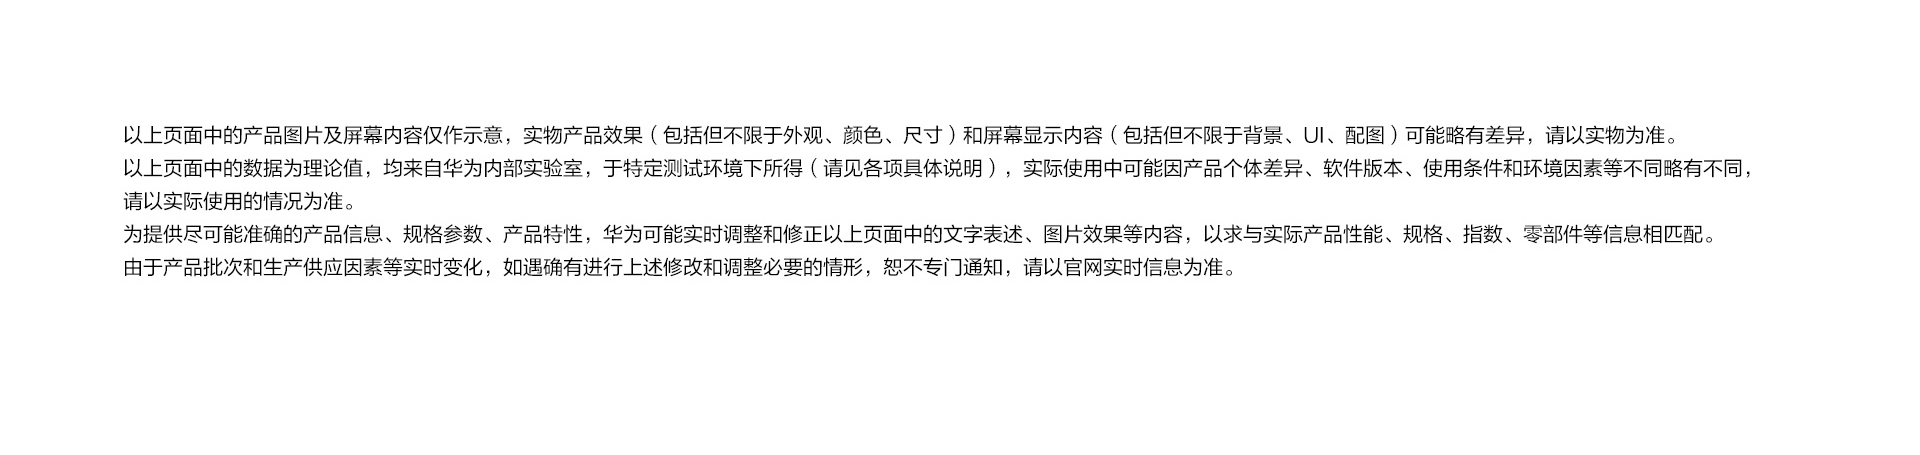 以上页面中的产品图片及屏幕内容仅作示意，实物产品效果（包括但不限于外观、颜色、尺寸）和屏幕显示内容（包括但不限于背景、UI、配图）可能略有差异，请以实物为准。
以上页面中的数据为理论值，均来自华为内部实验室，于特定测试环境下所得（请见各项具体说明），实际使用中可能因产品个体差异、软件版本、使用条件和环境因素等不同略有不同，
请以实际使用的情况为准。
为提供尽可能准确的产品信息、规格参数、产品特性，华为可能实时调整和修正以上页面中的文字表述、图片效果等内容，以求与实际产品性能、规格、指数、零部件等信息相匹配。
由于产品批次和生产供应因素等实时变化，如遇确有进行上述修改和调整必要的情形，恕不专门通知，请以官网实时信息为准。